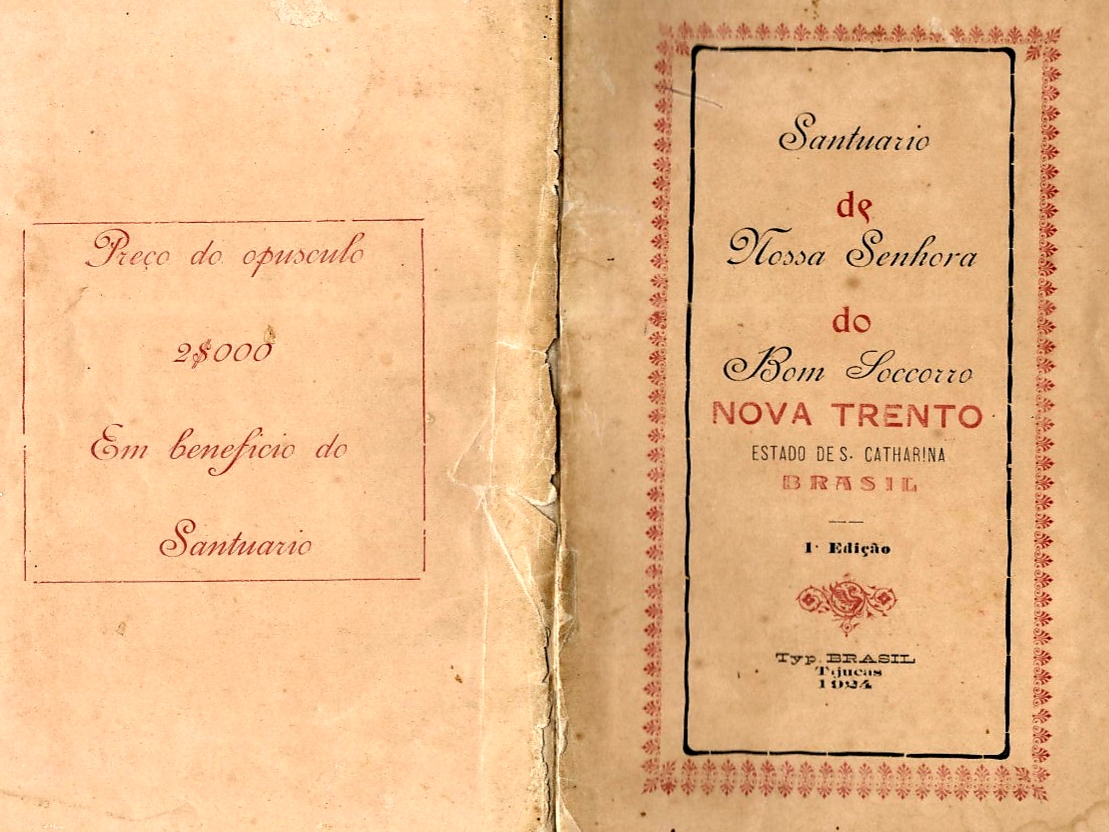 Preço do opusculo
2$000
Em beneficio do
Santuario
Santuario
de
Nossa Senhora
do
Bom Soccorro
NOVA TRENTO
ESTADO DE S. CATHARINA
BRASIL
1ª Edição
Typ. BRASIL
Tijucas
1924